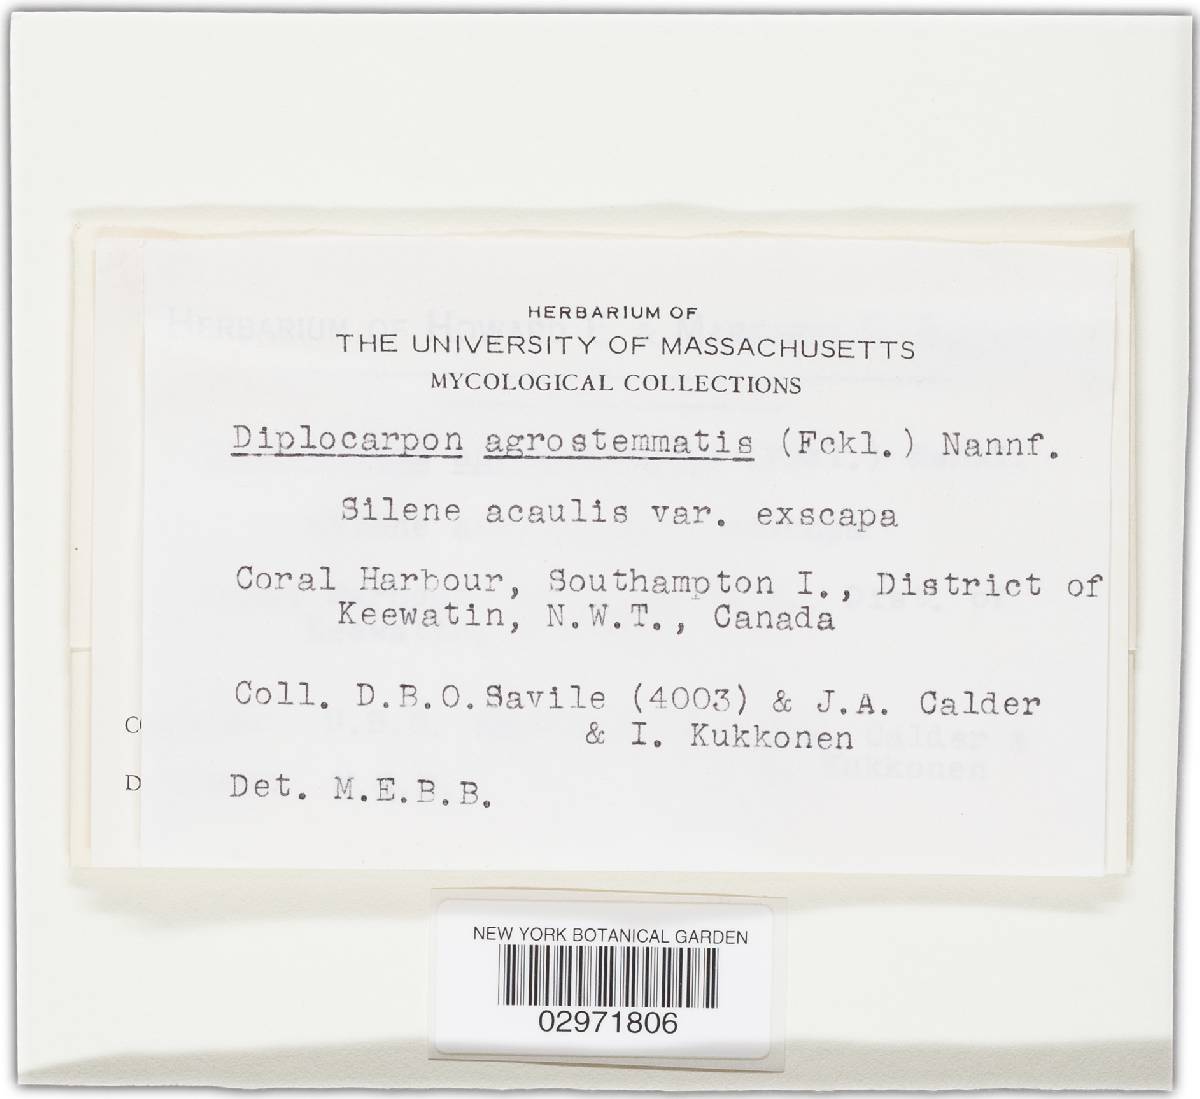 HERBARIUM OF
THE UNIVERSITY OF MASSACHUSETTS
MYCOLOGICAL COLLECTIONS
Diplocarpon agrostemmatis (Fckl.) Nannf.
Silene acaulis var. exscapa
Coral Harbour, Southampton I., District of
Keewatin, N.W.T., Canada
Coll. D.B.O.Savile (4003) & J.A. Calder
& I. Kukkonen
Det. M.E.B.B.
NEW YORK BOTANICAL GARDEN
02971806